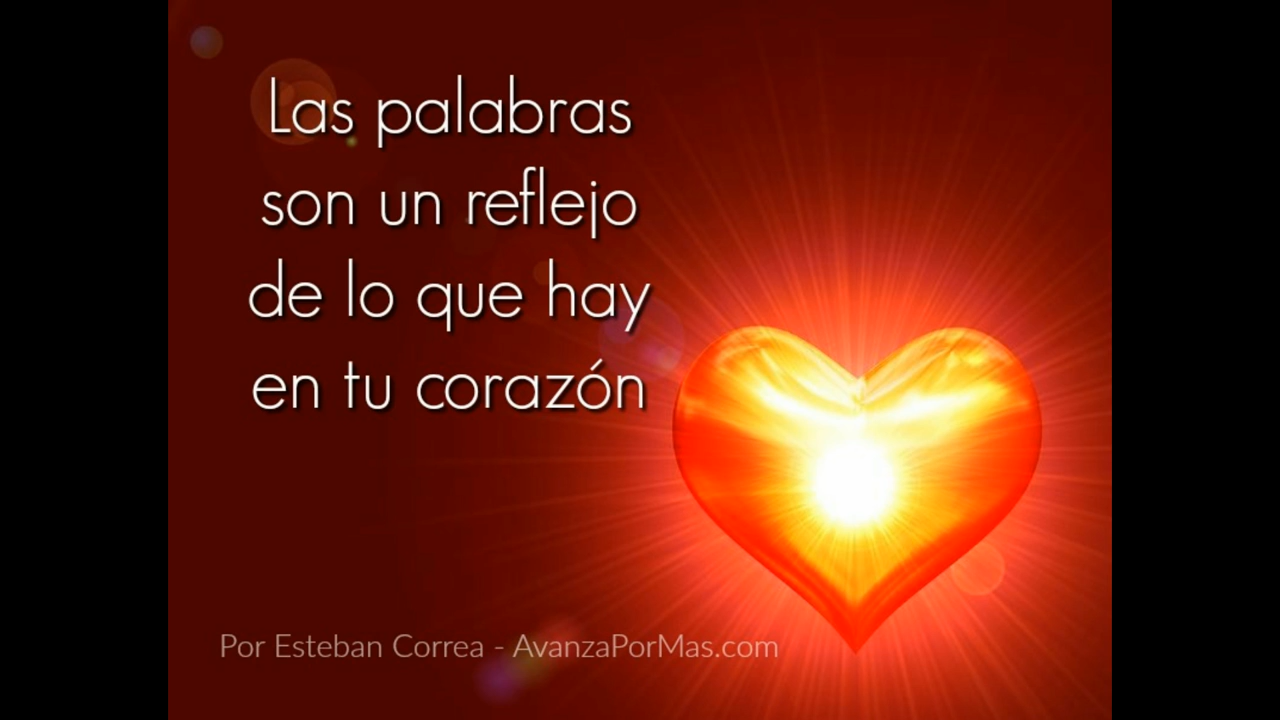 Las palabras
son un reflejo
de lo que hay
en tu corazón
Por Esteban Correa - AvanzaPorMas.com